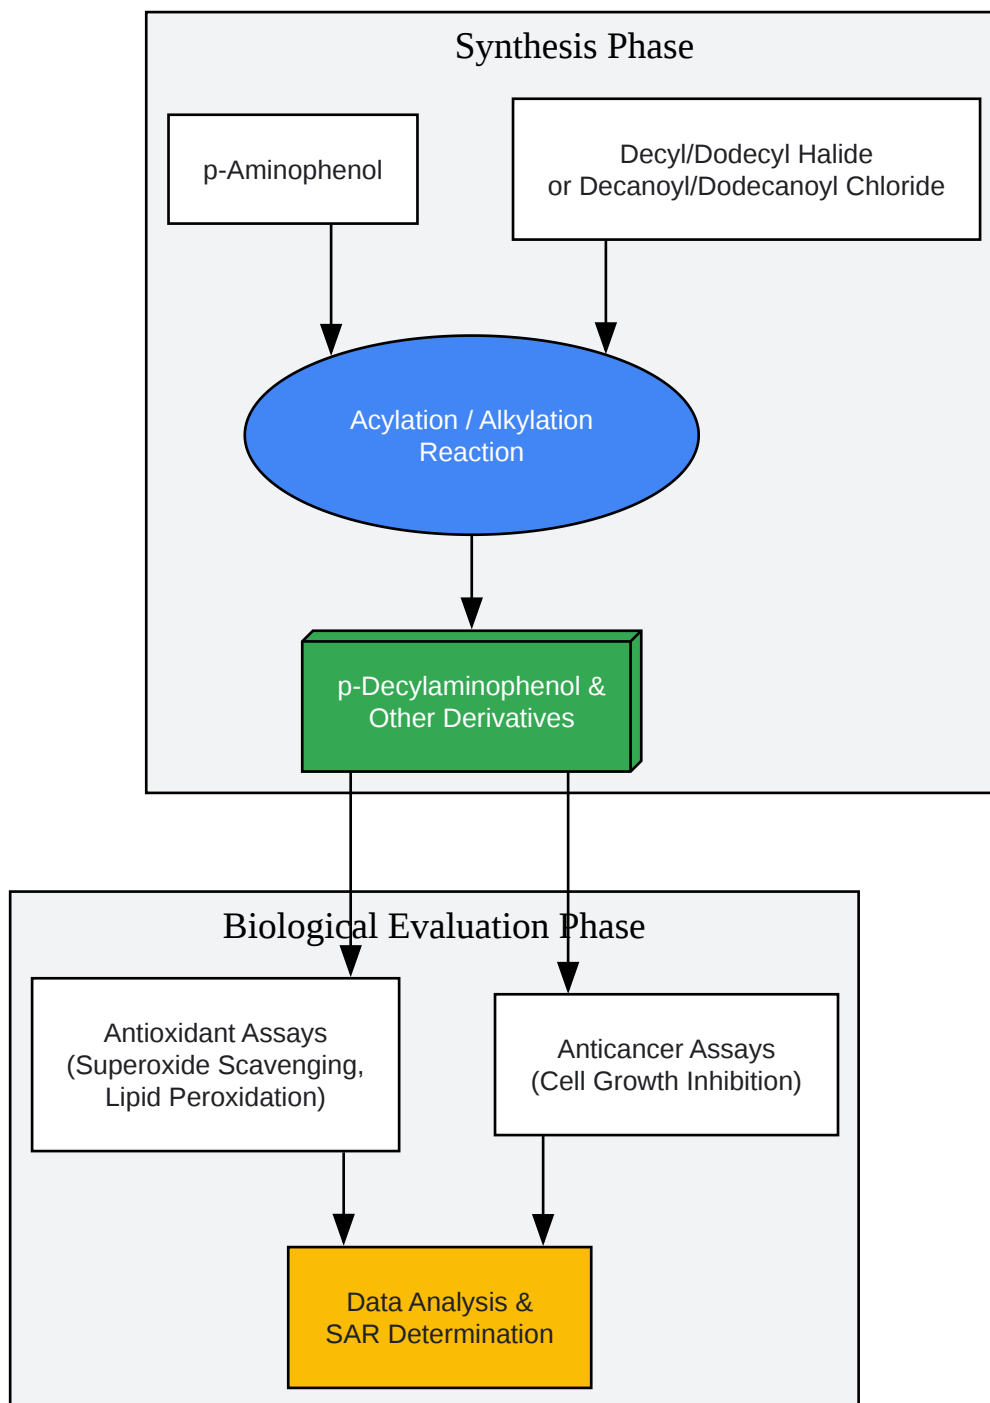 Synthesis Phase
p-Aminophenol
Decyl/Dodecyl Halide
or Decanoyl/Dodecanoyl Chloride
Acylation / Alkylation
Reaction
p-Decylaminophenol &
Other Derivatives
Biological Evaluation Phase
Antioxidant Assays
(Superoxide Scavenging,
Lipid Peroxidation)
Anticancer Assays
(Cell Growth Inhibition)
Data Analysis &
SAR Determination